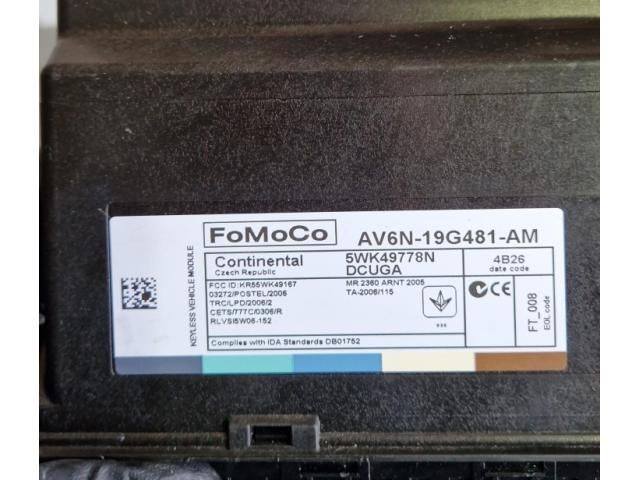 FoMoCo AV6N-19G481-AM
Continental 5WK49778N 4B26
Czech Republic DCUGA date code
KEYLESS VEHICLE MODULE
FCC ID: KR55WK49167 MR 2360 ARNT 2005
03272/POSTEL/2006 TA-2006/115
TRC/LPD/2006/2
CETS/777C/0306/R
RLVSI5W06-152
Complies with IDA Standards DB01752
CE
FT_008
EOL code